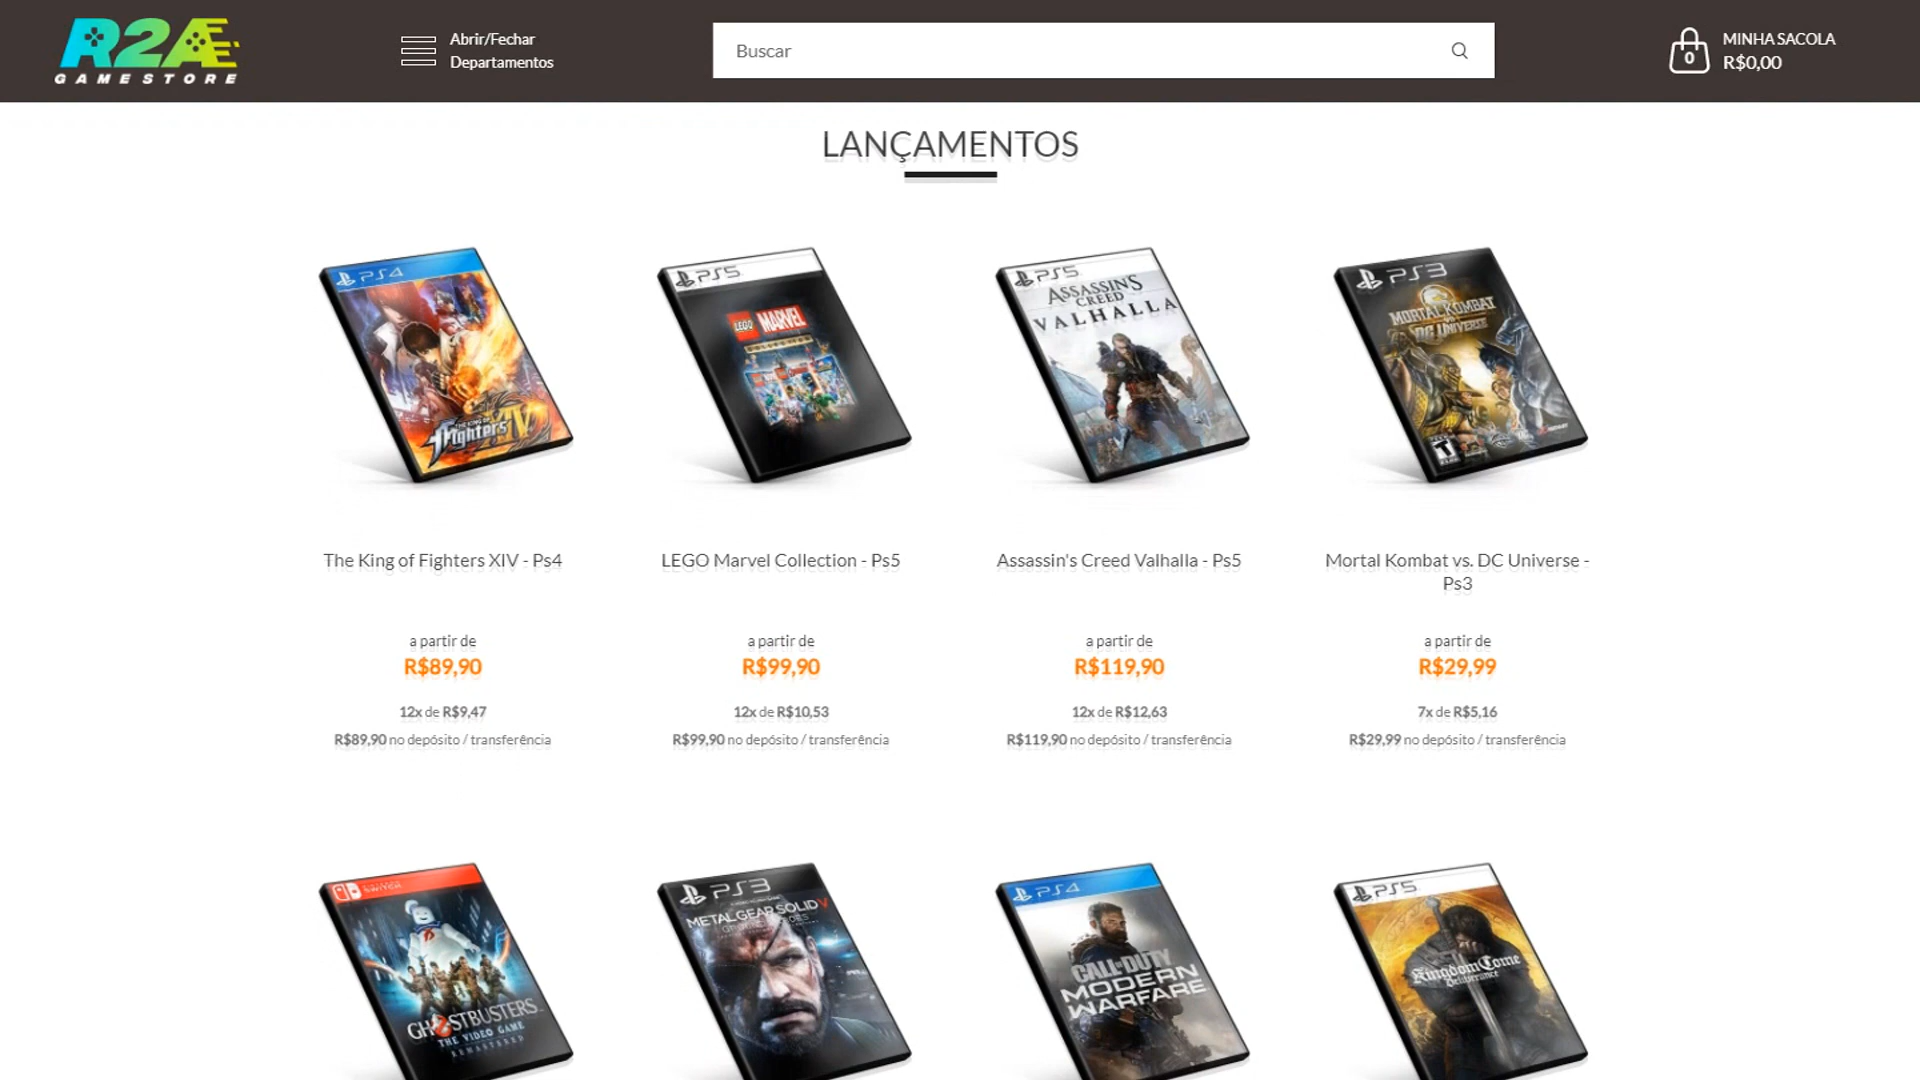 R2A
GAMESTORE
Abrir/Fechar
Departamentos
Buscar
0
MINHA SACOLA
R$0,00
LANÇAMENTOS
PS4
THE KING OF
Fighters XIV
PS5
LEGO MARVEL
COLLECTION
PS5
ASSASSIN'S
CREED
VALHALLA
PS3
MORTAL KOMBAT
VS
DC UNIVERSE
T
MIDWAY
The King of Fighters XIV - Ps4
LEGO Marvel Collection - Ps5
Assassin's Creed Valhalla - Ps5
Mortal Kombat vs. DC Universe -
Ps3
a partir de
R$89,90
a partir de
R$99,90
a partir de
R$119,90
a partir de
R$29,99
12x de R$9,47
12x de R$10,53
12x de R$12,63
7x de R$5,16
R$89,90 no depósito / transferência
R$99,90 no depósito / transferência
R$119,90 no depósito / transferência
R$29,99 no depósito / transferência
SWITCH
GHOSTBUSTERS
THE VIDEO GAME
REMASTERED
PS3
METAL GEAR SOLID V
PS4
CALL OF DUTY
MODERN
WARFARE
PS5
Kingdom Come
Deliverance